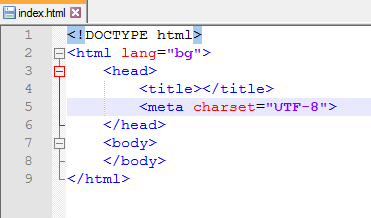 index.html
1 <!DOCTYPE html>
2 <html lang="bg">
3 <head>
4 <title></title>
5 <meta charset="UTF-8">
6 </head>
7 <body>
8 </body>
9 </html>